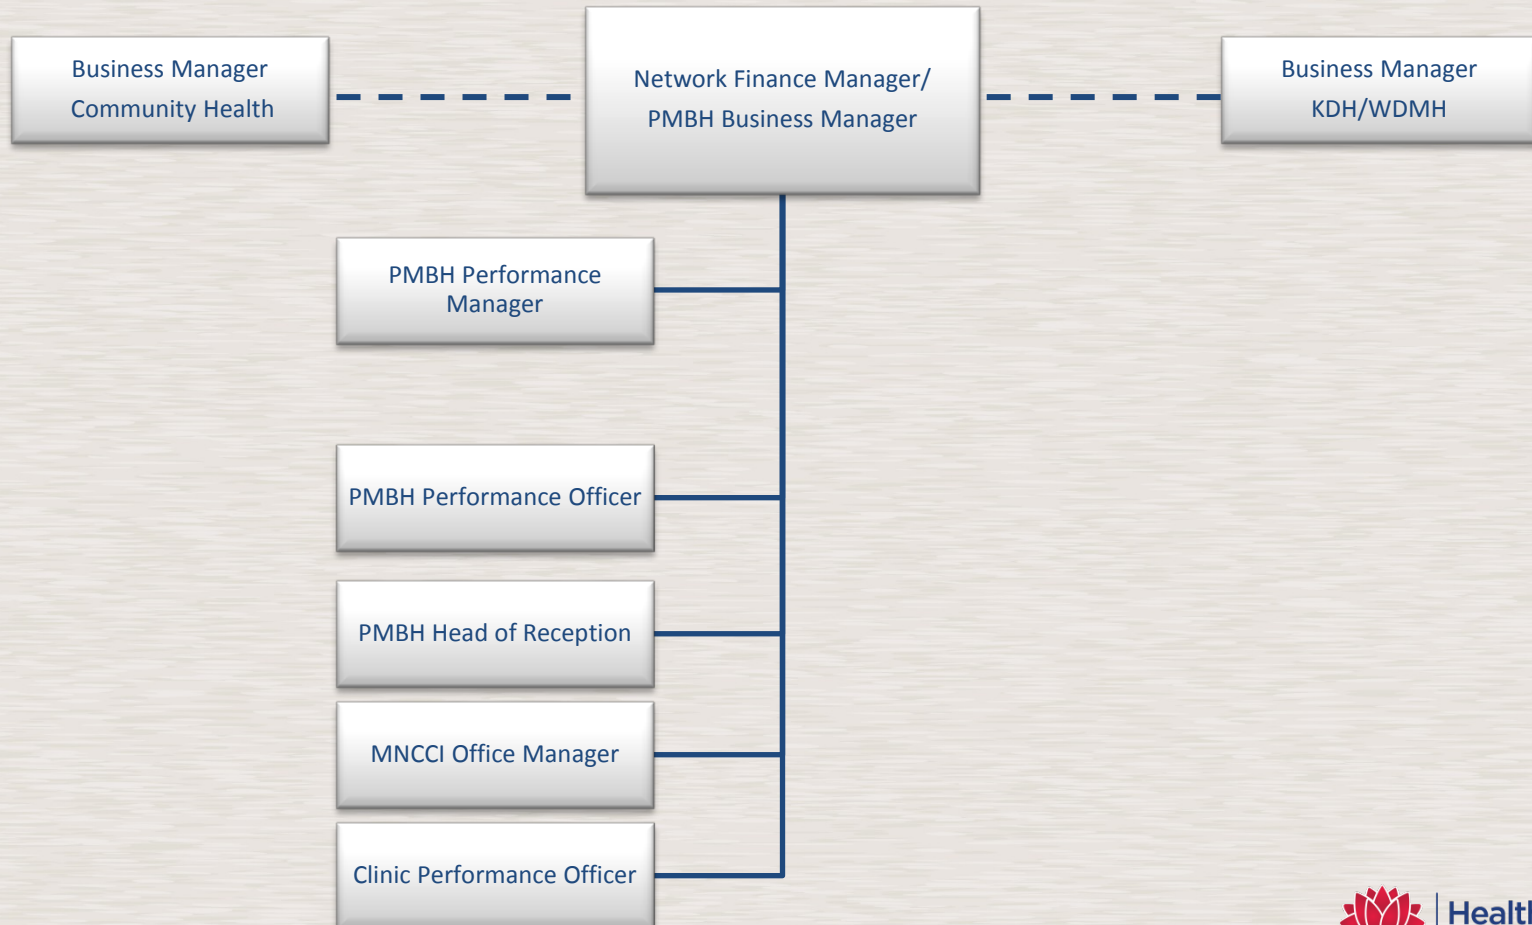 Business Manager
Community Health
Network Finance Manager/
PMBH Business Manager
Business Manager
KDH/WDMH
PMBH Performance
Manager
PMBH Performance Officer
PMBH Head of Reception
MNCCI Office Manager
Clinic Performance Officer
Health